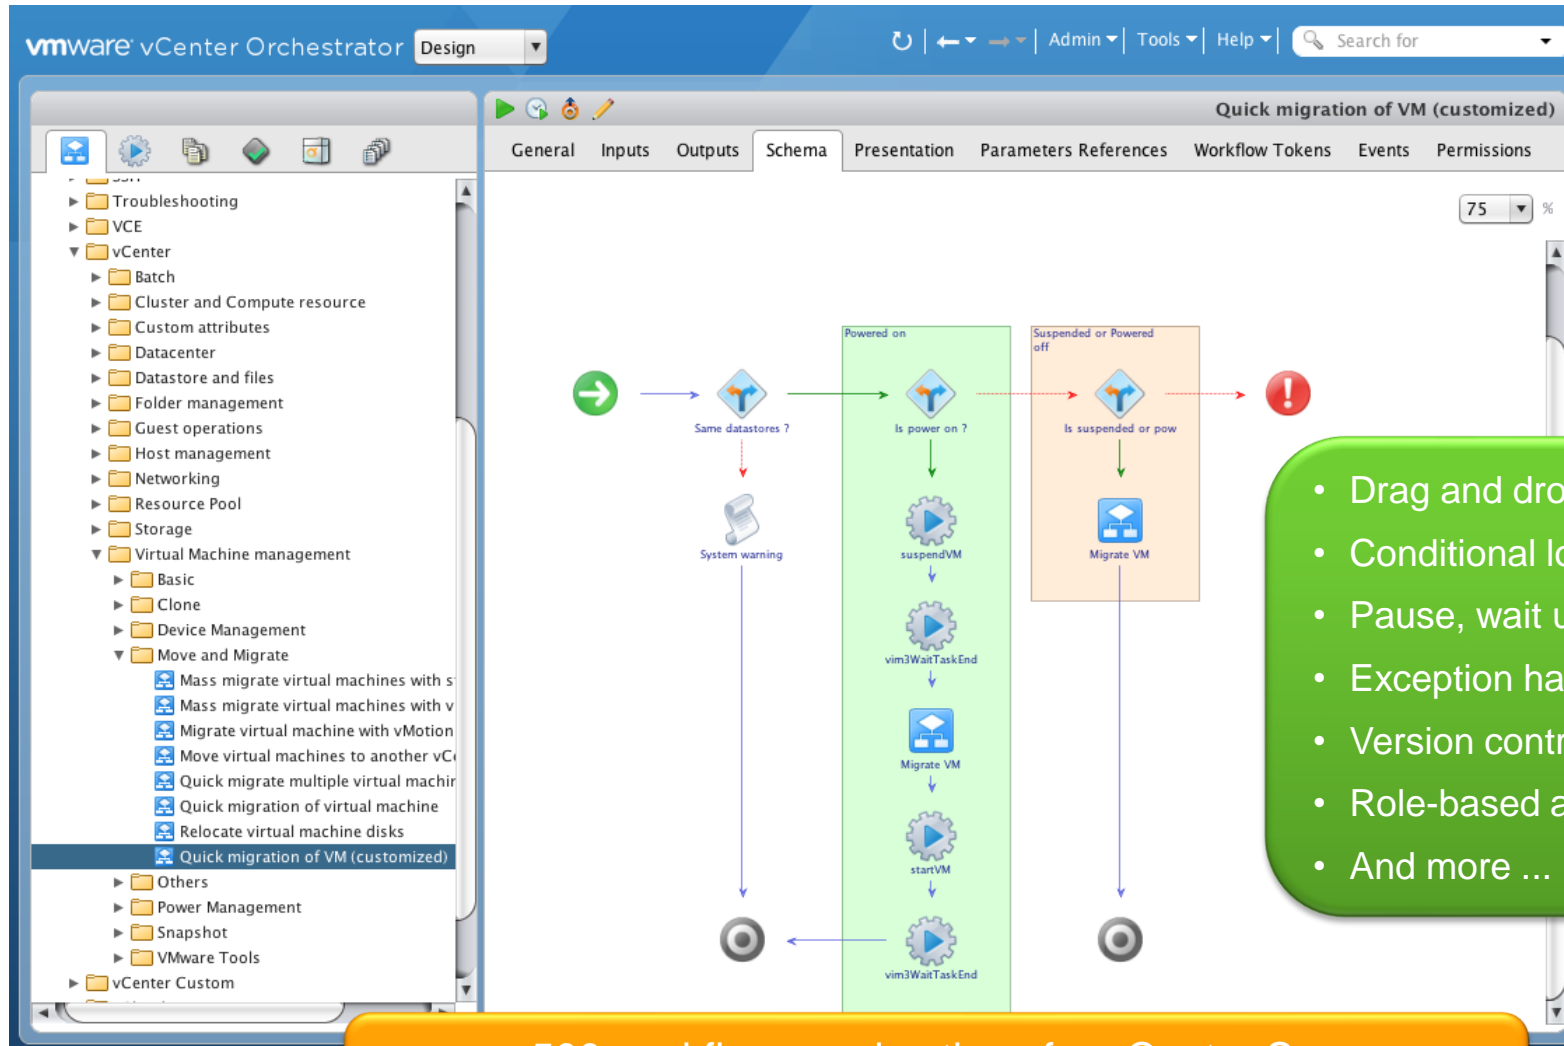 vmware vCenter Orchestrator Design
Admin Tools Help Search for
Quick migration of VM (customized)
General Inputs Outputs Schema Presentation Parameters References Workflow Tokens Events Permissions
75 %
SSH
Troubleshooting
VCE
vCenter
Batch
Cluster and Compute resource
Custom attributes
Datacenter
Datastore and files
Folder management
Guest operations
Host management
Networking
Resource Pool
Storage
Virtual Machine management
Basic
Clone
Device Management
Move and Migrate
Mass migrate virtual machines with s
Mass migrate virtual machines with v
Migrate virtual machine with vMotion
Move virtual machines to another vCe
Quick migrate multiple virtual machin
Quick migration of virtual machine
Relocate virtual machine disks
Quick migration of VM (customized)
Others
Power Management
Snapshot
VMware Tools
vCenter Custom
Powered on
Suspended or Powered
off
Same datastores ?
Is power on ?
Is suspended or pow
System warning
suspendVM
Migrate VM
vim3WaitTaskEnd
Migrate VM
startVM
vim3WaitTaskEnd
• Drag and dro
• Conditional lo
• Pause, wait u
• Exception ha
• Version contr
• Role-based a
• And more ...